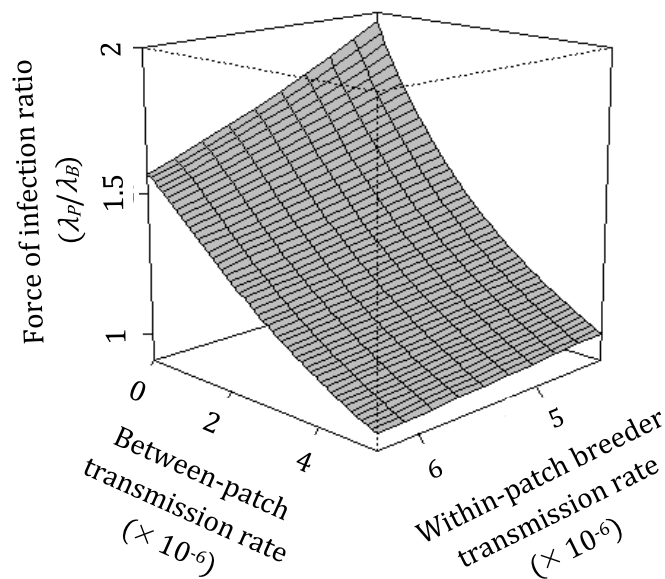 Force of infection ratio
(λP/λB)
2
1.5
1
0
2
4
Between-patch
transmission rate
(× 10-6)
6
5
Within-patch breeder
transmission rate
(× 10-6)